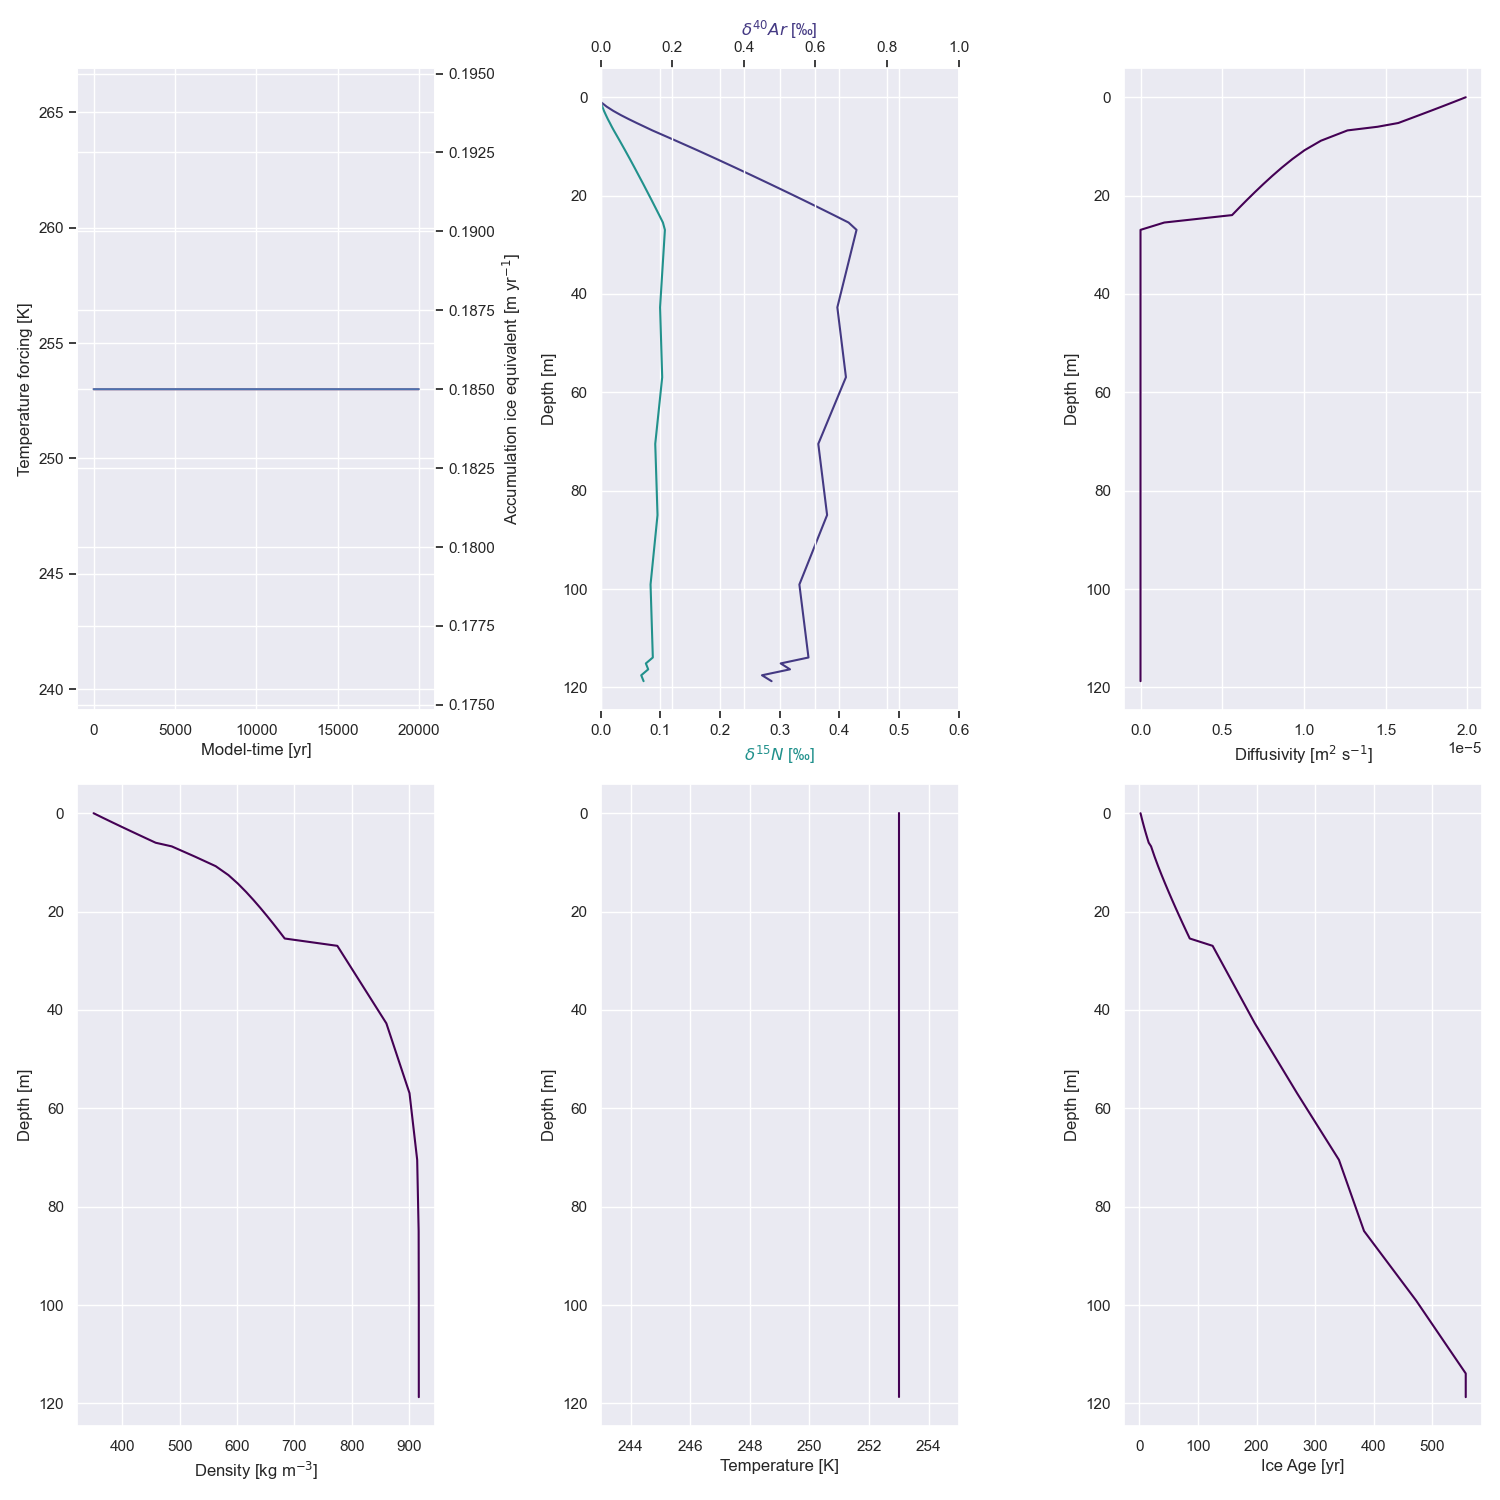 265
260
255
250
245
240
Temperature forcing [K]
0.1950
0.1925
0.1900
0.1875
0.1850
0.1825
0.1800
0.1775
0.1750
Accumulation ice equivalent [m yr⁻¹]
0 5000 10000 15000 20000
Model-time [yr]
δ⁴⁰Ar [‰]
0.0 0.2 0.4 0.6 0.8 1.0
0
20
40
60
80
100
120
Depth [m]
0.0 0.1 0.2 0.3 0.4 0.5 0.6
δ¹⁵N [‰]
0
20
40
60
80
100
120
Depth [m]
0.0 0.5 1.0 1.5 2.0
1e−5
Diffusivity [m² s⁻¹]
0
20
40
60
80
100
120
Depth [m]
400 500 600 700 800 900
Density [kg m⁻³]
0
20
40
60
80
100
120
Depth [m]
244 246 248 250 252 254
Temperature [K]
0
20
40
60
80
100
120
Depth [m]
0 100 200 300 400 500
Ice Age [yr]